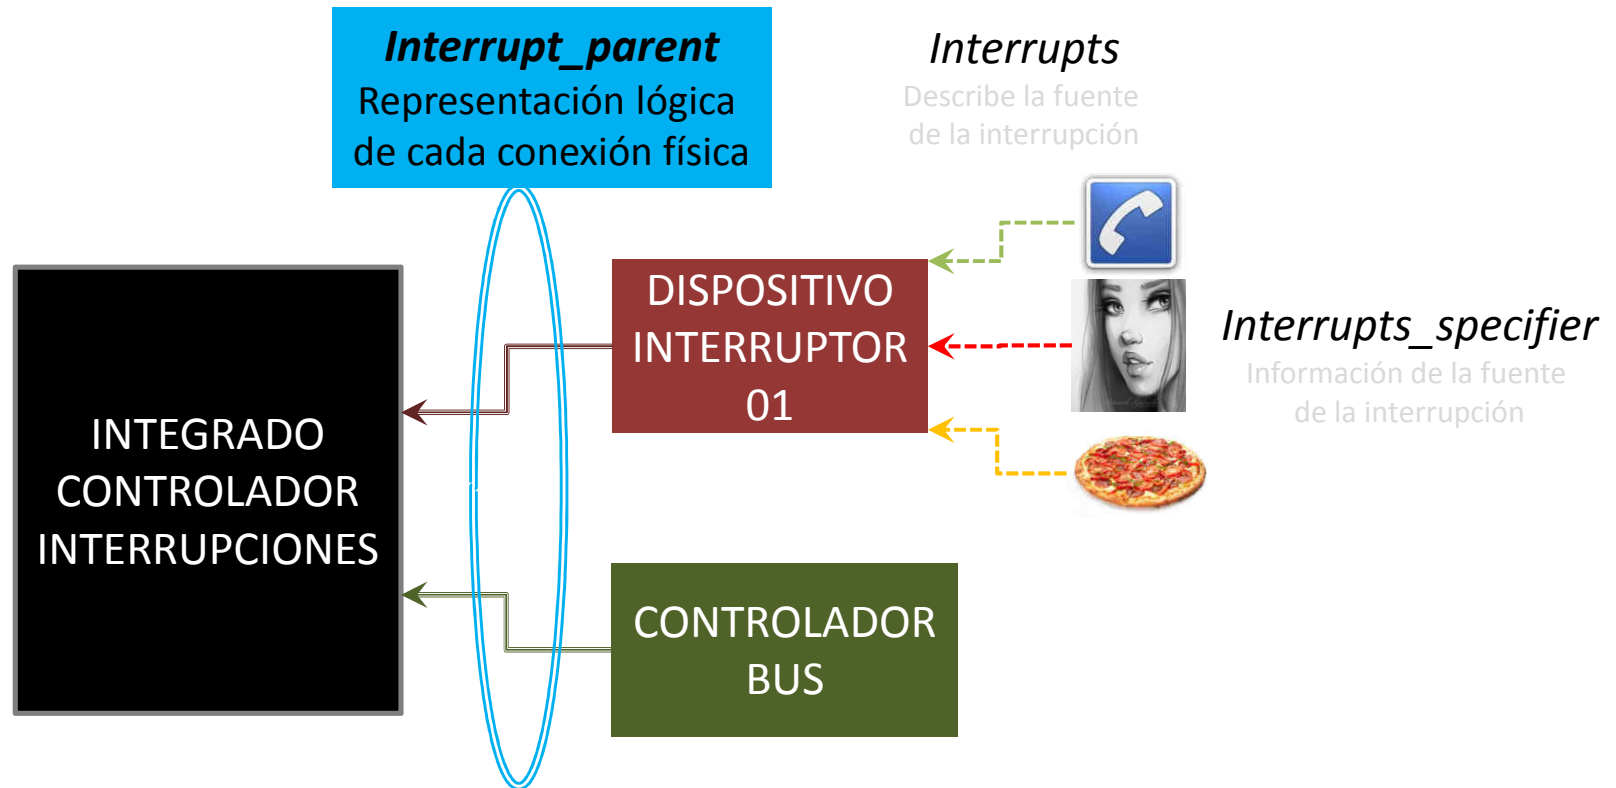 Interrupt_parent
Representación lógica
de cada conexión física
Interrupts
Describe la fuente
de la interrupción
DISPOSITIVO
INTERRUPTOR
01
Interrupts_specifier
Información de la fuente
de la interrupción
INTEGRADO
CONTROLADOR
INTERRUPCIONES
CONTROLADOR
BUS